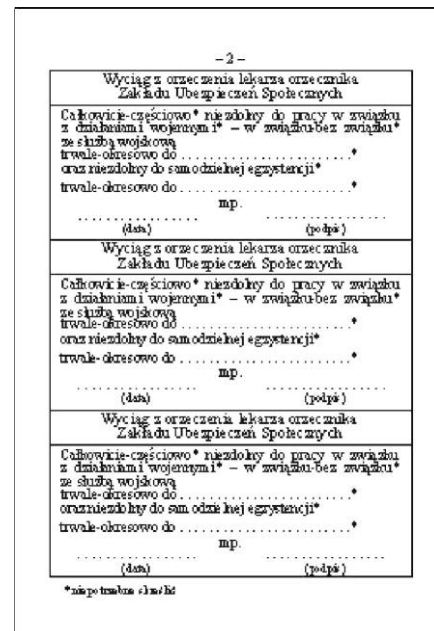 – 2 –
Wyciąg z orzeczenia lekarza orzecznika
Zakładu Ubezpieczeń Społecznych
Całkowicie-częściowo* niezdolny do pracy w związku
z działaniami wojennymi* – w związku-bez związku*
ze służbą wojskową
trwale-okresowo do . . . . . . . . . . . . . . . . . . . . . . . . .*
oraz niezdolny do samodzielnej egzystencji*
trwale-okresowo do . . . . . . . . . . . . . . . . . . . . . . . . .*
mp.
. . . . . . . . . . . . . . . . . . . . . . . . . . . . . .
(data) (podpis)
Wyciąg z orzeczenia lekarza orzecznika
Zakładu Ubezpieczeń Społecznych
Całkowicie-częściowo* niezdolny do pracy w związku
z działaniami wojennymi* – w związku-bez związku*
ze służbą wojskową
trwale-okresowo do . . . . . . . . . . . . . . . . . . . . . . . . .*
oraz niezdolny do samodzielnej egzystencji*
trwale-okresowo do . . . . . . . . . . . . . . . . . . . . . . . . .*
mp.
. . . . . . . . . . . . . . . . . . . . . . . . . . . . . .
(data) (podpis)
Wyciąg z orzeczenia lekarza orzecznika
Zakładu Ubezpieczeń Społecznych
Całkowicie-częściowo* niezdolny do pracy w związku
z działaniami wojennymi* – w związku-bez związku*
ze służbą wojskową
trwale-okresowo do . . . . . . . . . . . . . . . . . . . . . . . . .*
oraz niezdolny do samodzielnej egzystencji*
trwale-okresowo do . . . . . . . . . . . . . . . . . . . . . . . . .*
mp.
. . . . . . . . . . . . . . . . . . . . . . . . . . . . . .
(data) (podpis)
*niepotrzebne skreślić